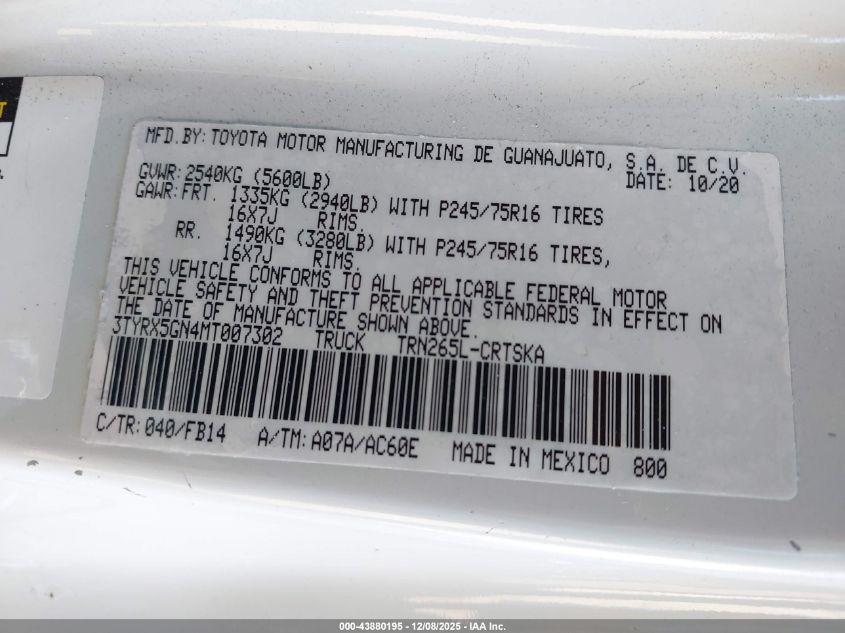 T
MFD.BY:TOYOTA MOTOR MANUFACTURING DE GUANAJUATO, S.A. DE C.V.
GVWR:2540KG (5600LB) DATE: 10/20
GAWR:FRT. 1335KG (2940LB) WITH P245/75R16 TIRES
16X7J RIMS.
RR. 1490KG (3280LB) WITH P245/75R16 TIRES,
16X7J RIMS.
THIS VEHICLE CONFORMS TO ALL APPLICABLE FEDERAL MOTOR
VEHICLE SAFETY AND THEFT PREVENTION STANDARDS IN EFFECT ON
THE DATE OF MANUFACTURE SHOWN ABOVE.
3TYRX5GN4MT007302 TRUCK TRN265L-CRTSKA
C/TR:040/FB14 A/TM:A07A/AC60E MADE IN MEXICO 800
000-43880195 - 12/08/2025 - IAA Inc.